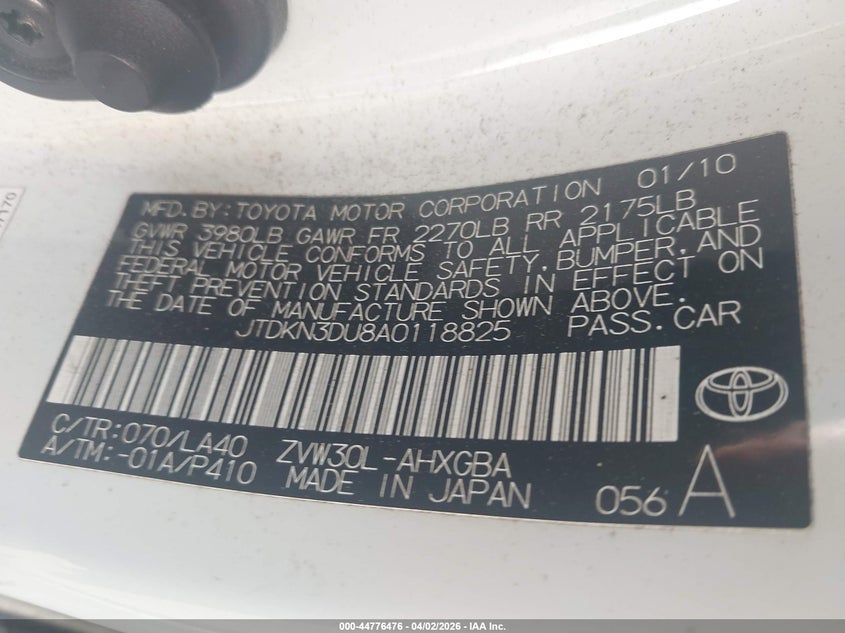 MFD.BY:TOYOTA MOTOR CORPORATION 01/10
GVWR 3980LB GAWR FR 2270LB RR 2175LB
THIS VEHICLE CONFORMS TO ALL APPLICABLE
FEDERAL MOTOR VEHICLE SAFETY,BUMPER,AND
THEFT PREVENTION STANDARDS IN EFFECT ON
THE DATE OF MANUFACTURE SHOWN ABOVE.
JTDKN3DU8A0118825 PASS.CAR
C/TR:070/LA40 ZVW30L-AHXGBA
A/TM:-01A/P410 MADE IN JAPAN 056 A
000-44776476 - 04/02/2026 - IAA Inc.